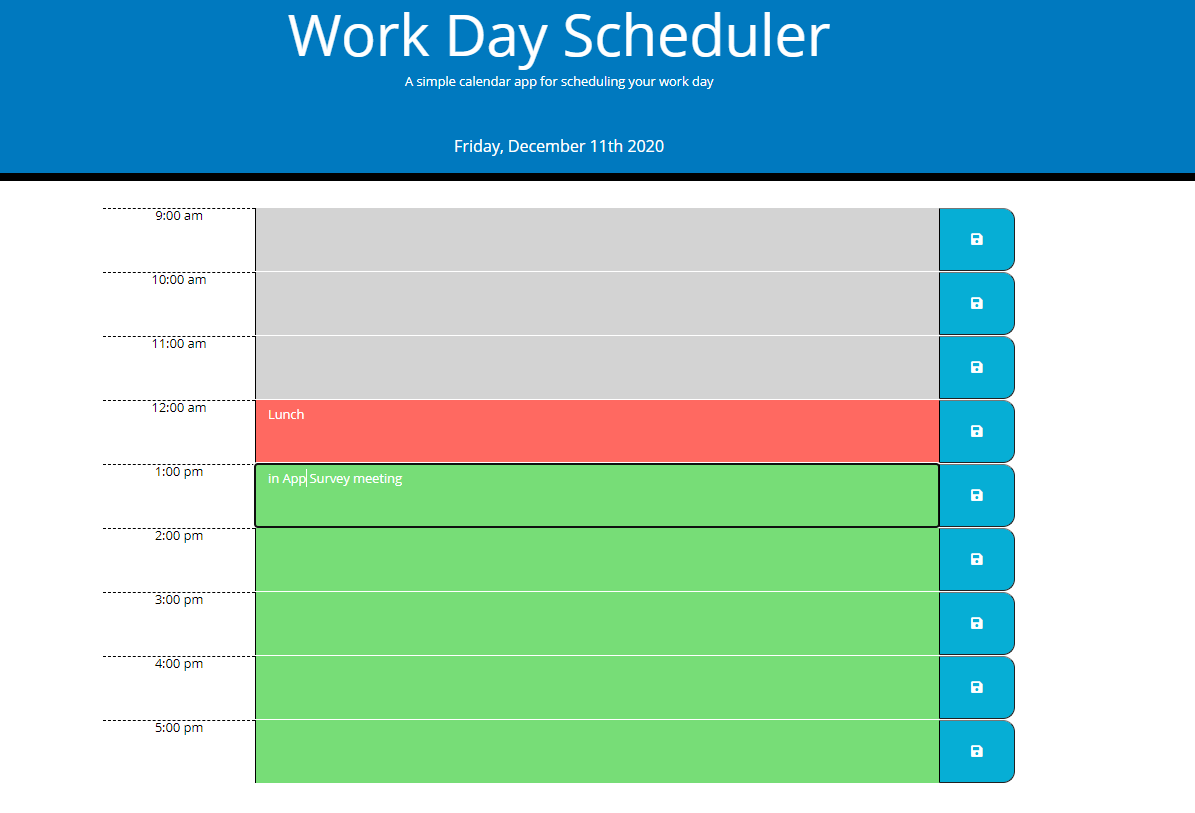 Work Day Scheduler
A simple calendar app for scheduling your work day
Friday, December 11th 2020
9:00 am
10:00 am
11:00 am
12:00 am
Lunch
1:00 pm
in App Survey meeting
2:00 pm
3:00 pm
4:00 pm
5:00 pm